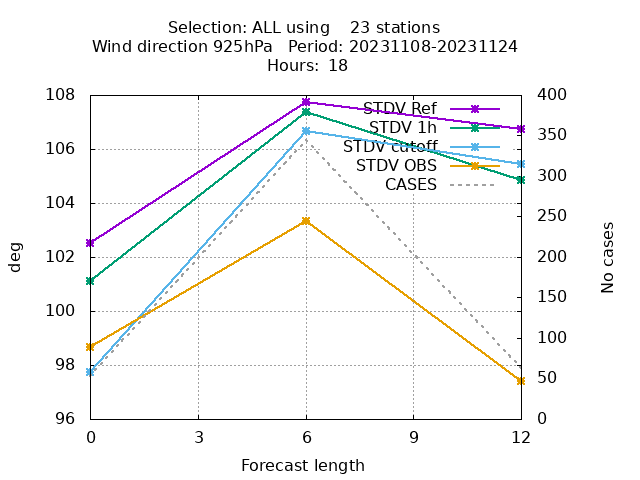 Selection: ALL using 23 stations
Wind direction 925hPa Period: 20231108-20231124
Hours: 18
108
106
104
102
100
98
96
deg
STDV Ref
STDV 1h
STDV cutoff
STDV OBS
CASES
400
350
300
250
200
150
100
50
0
No cases
0 3 6 9 12
Forecast length